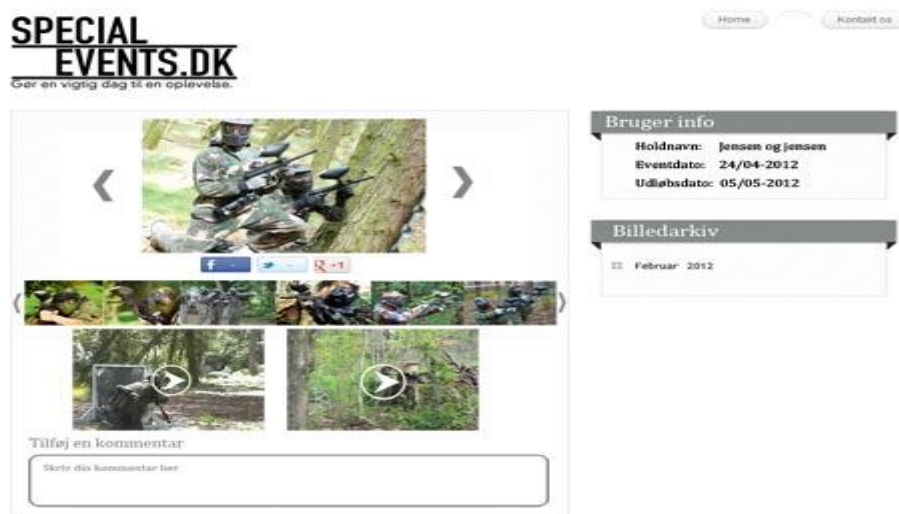 SPECIAL
EVENTS.DK
Gør en vigtig dag til en oplevelse.
Home
Kontakt os
Bruger info
Holdnavn: Jensen og Jensen
Eventdato: 24/04-2012
Udløbsdato: 05/05-2012
Billedarkiv
Februar 2012
f -
-
+1
Tilføj en kommentar
Skriv din kommentar her